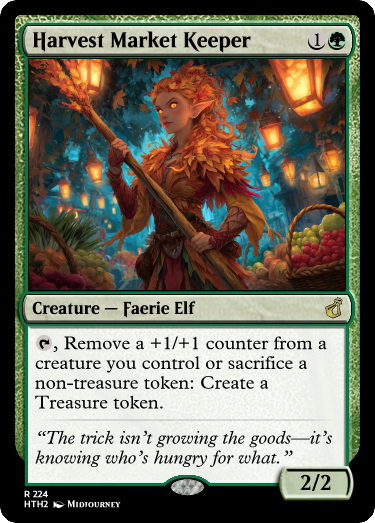 Harvest Market Keeper 1
Creature — Faerie Elf
, Remove a +1/+1 counter from a
creature you control or sacrifice a
non-treasure token: Create a
Treasure token.
“The trick isn’t growing the goods—it’s
knowing who’s hungry for what.”
2/2
R 224
HTH2 Midjourney